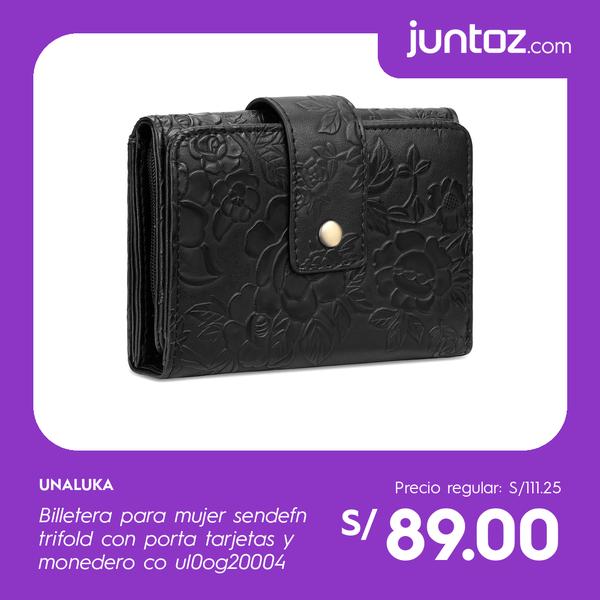 juntoz.com
UNALUKA
Billetera para mujer sendefn
trifold con porta tarjetas y
monedero co ul0og20004
Precio regular: S/111.25
S/ 89.00